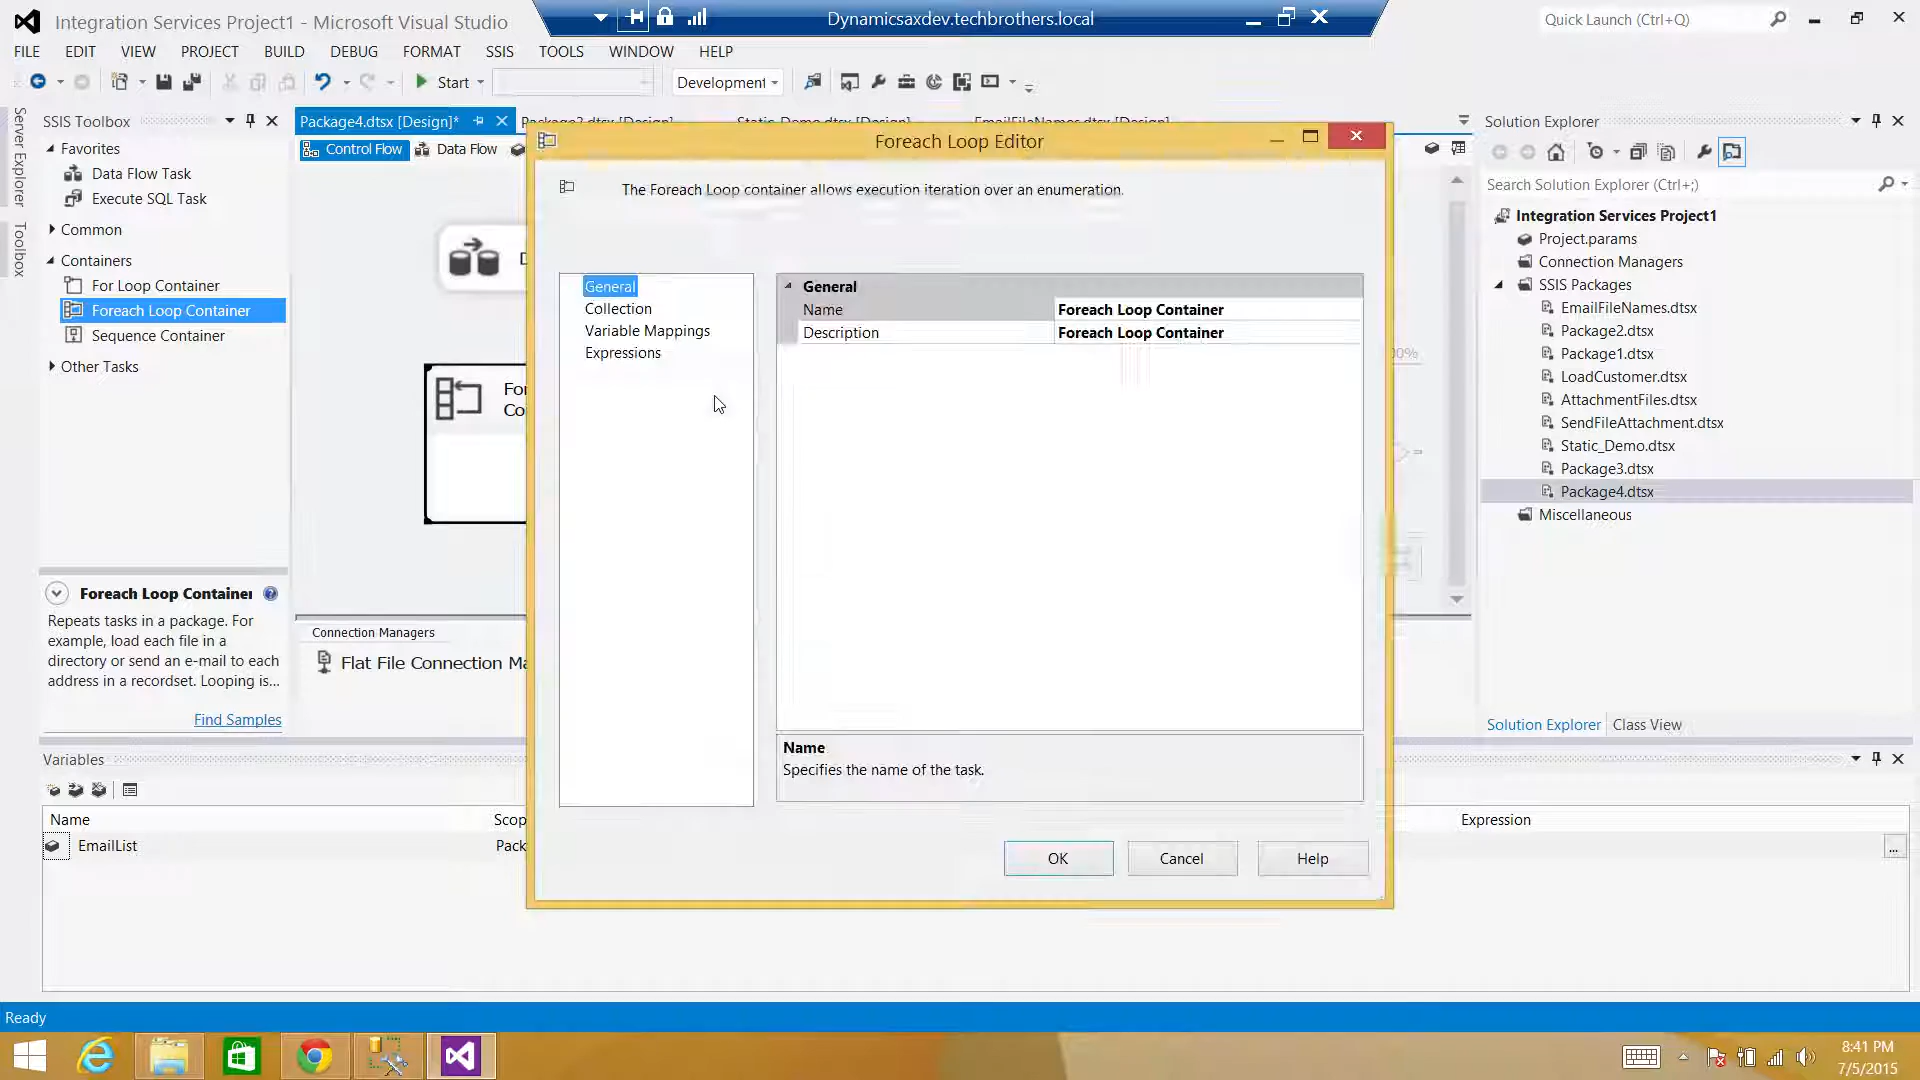 Integration Services Project1 - Microsoft Visual Studio
Dynamicsaxdev.techbrothers.local
Quick Launch (Ctrl+Q)
FILE EDIT VIEW PROJECT BUILD DEBUG FORMAT SSIS TOOLS WINDOW HELP
Start
Development
Server Explorer
Toolbox
SSIS Toolbox
Favorites
Data Flow Task
Execute SQL Task
Common
Containers
For Loop Container
Foreach Loop Container
Sequence Container
Other Tasks
Foreach Loop Container
Repeats tasks in a package. For
example, load each file in a
directory or send an e-mail to each
address in a recordset. Looping is...
Find Samples
Package4.dtsx [Design]*
Control Flow
Data Flow
D
For
Co
Connection Managers
Flat File Connection Ma
Foreach Loop Editor
The Foreach Loop container allows execution iteration over an enumeration.
General
Collection
Variable Mappings
Expressions
General
Name Foreach Loop Container
Description Foreach Loop Container
Name
Specifies the name of the task.
OK Cancel Help
Solution Explorer
Search Solution Explorer (Ctrl+;)
Integration Services Project1
Project.params
Connection Managers
SSIS Packages
EmailFileNames.dtsx
Package2.dtsx
Package1.dtsx
LoadCustomer.dtsx
AttachmentFiles.dtsx
SendFileAttachment.dtsx
Static_Demo.dtsx
Package3.dtsx
Package4.dtsx
Miscellaneous
Solution Explorer Class View
Variables
Name Scop Expression
EmailList Pack ...
Ready
8:41 PM
7/5/2015